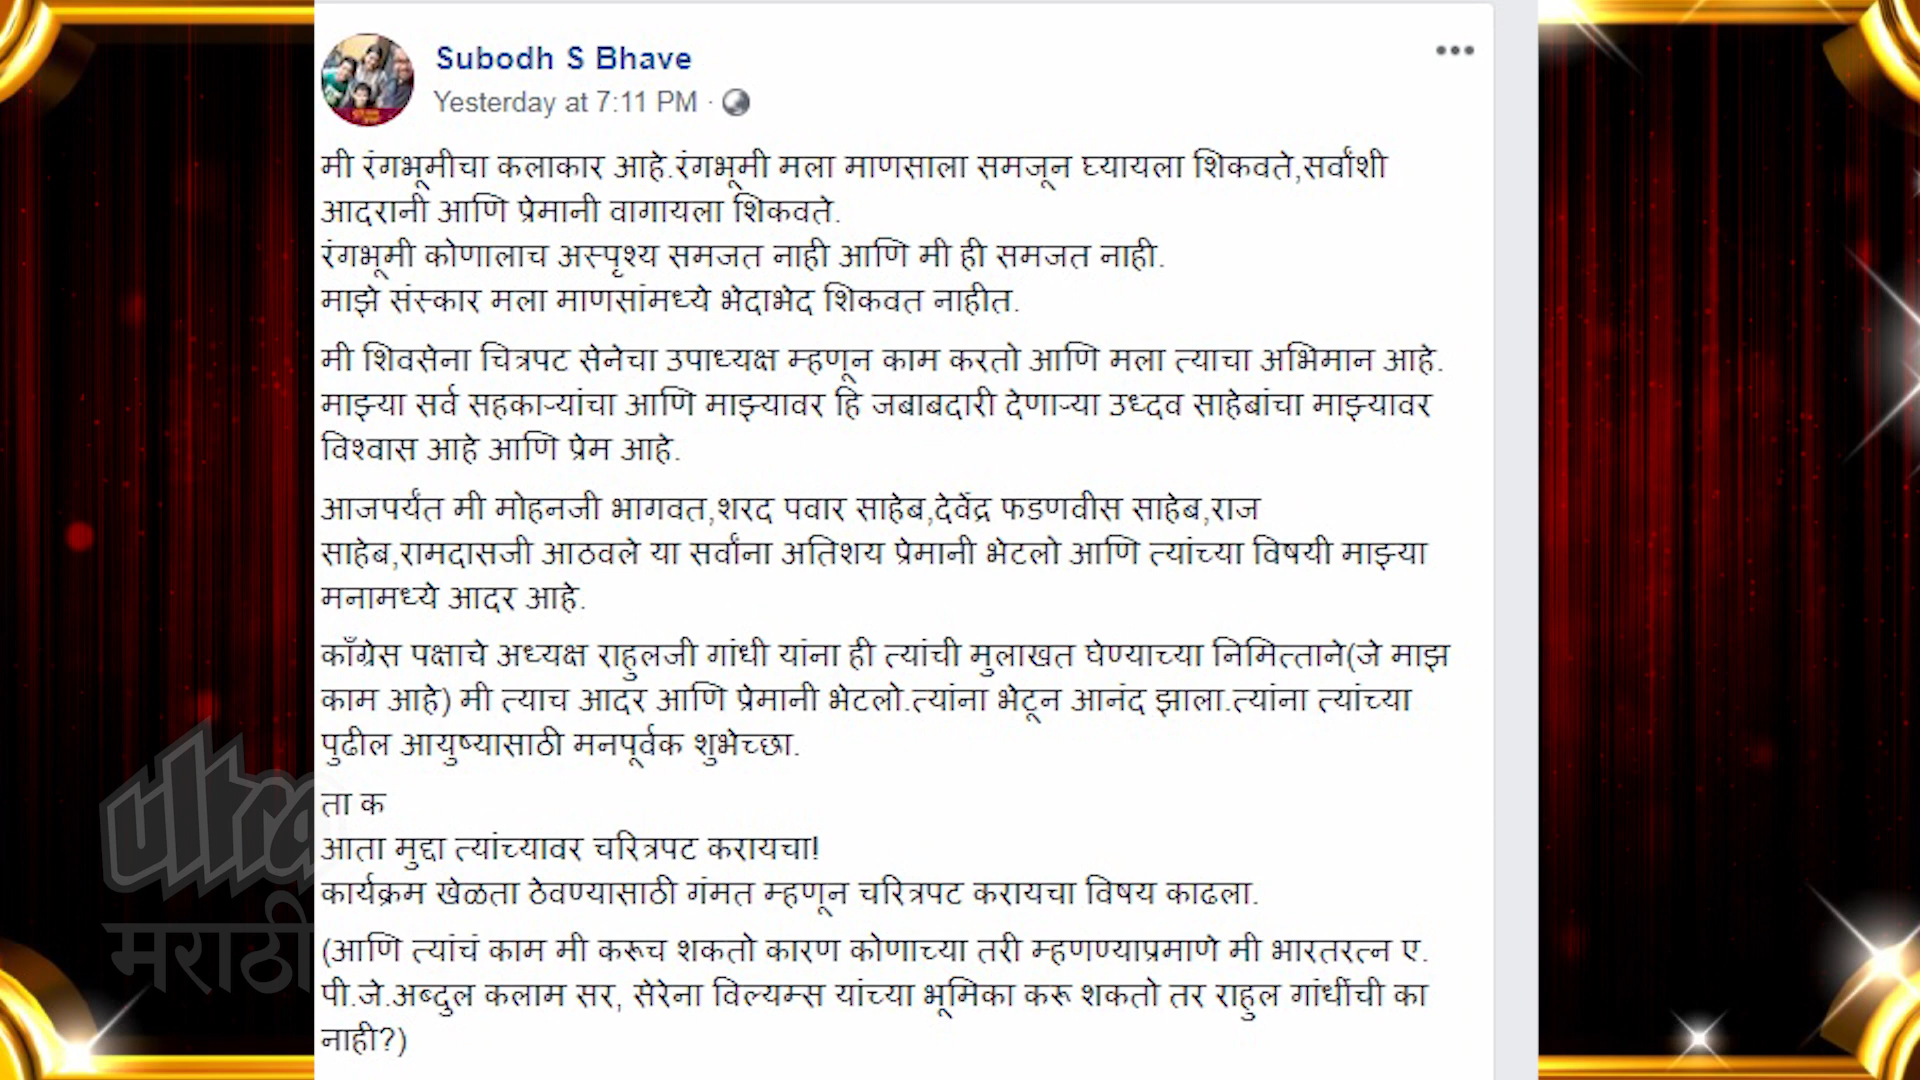 Subodh S Bhave
Yesterday at 7:11 PM ·
मी रंगभूमीचा कलाकार आहे.रंगभूमी मला माणसाला समजून घ्यायला शिकवते,सर्वांशी
आदरानी आणि प्रेमानी वागायला शिकवते.
रंगभूमी कोणालाच अस्पृश्य समजत नाही आणि मी ही समजत नाही.
माझे संस्कार मला माणसांमध्ये भेदाभेद शिकवत नाहीत.
मी शिवसेना चित्रपट सेनेचा उपाध्यक्ष म्हणून काम करतो आणि मला त्याचा अभिमान आहे.
माझ्या सर्व सहकाऱ्यांचा आणि माझ्यावर हि जबाबदारी देणाऱ्या उध्दव साहेबांचा माझ्यावर
विश्वास आहे आणि प्रेम आहे.
आजपर्यंत मी मोहनजी भागवत,शरद पवार साहेब,देवेंद्र फडणवीस साहेब,राज
साहेब,रामदासजी आठवले या सर्वांना अतिशय प्रेमानी भेटलो आणि त्यांच्या विषयी माझ्या
मनामध्ये आदर आहे.
काँग्रेस पक्षाचे अध्यक्ष राहुलजी गांधी यांना ही त्यांची मुलाखत घेण्याच्या निमित्ताने(जे माझ
काम आहे) मी त्याच आदर आणि प्रेमानी भेटलो.त्यांना भेटून आनंद झाला.त्यांना त्यांच्या
पुढील आयुष्यासाठी मनपूर्वक शुभेच्छा.
ता क
आता मुद्दा त्यांच्यावर चरित्रपट करायचा!
कार्यक्रम खेळता ठेवण्यासाठी गंमत म्हणून चरित्रपट करायचा विषय काढला.
(आणि त्यांचं काम मी करूच शकतो कारण कोणाच्या तरी म्हणण्याप्रमाणे मी भारतरत्न ए.
पी.जे.अब्दुल कलाम सर, सेरेना विल्यम्स यांच्या भूमिका करू शकतो तर राहुल गांधींची का
नाही?)
ultra
मराठी